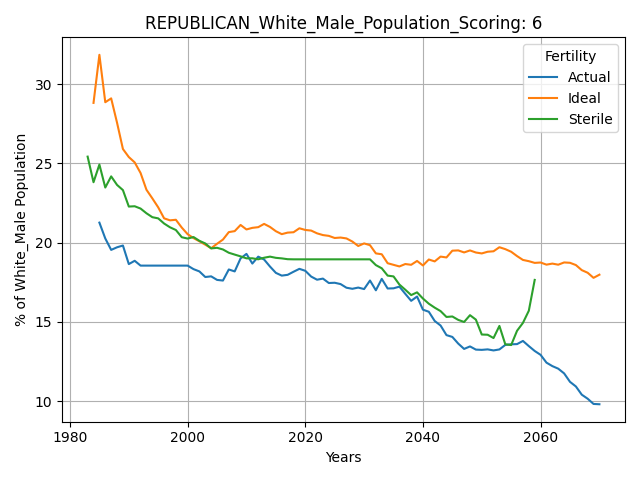 REPUBLICAN_White_Male_Population_Scoring: 6
Fertility
Actual
Ideal
Sterile
% of White_Male Population
30
25
20
15
10
1980
2000
2020
2040
2060
Years